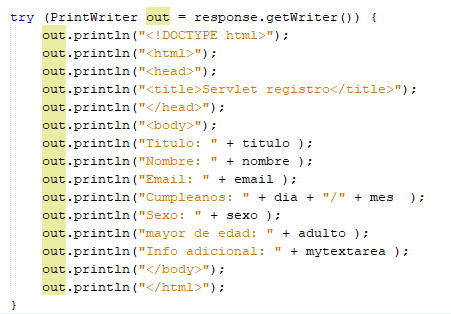 try (PrintWriter out = response.getWriter()) {
out.println("<!DOCTYPE html>");
out.println("<html>");
out.println("<head>");
out.println("<title>Servlet registro</title>");
out.println("</head>");
out.println("<body>");
out.println("Titulo: " + titulo );
out.println("Nombre: " + nombre );
out.println("Email: " + email );
out.println("Cumpleanos: " + dia + "/" + mes  );
out.println("Sexo: " + sexo );
out.println("mayor de edad: " + adulto );
out.println("Info adicional: " + mytextarea );
out.println("</body>");
out.println("</html>");
}